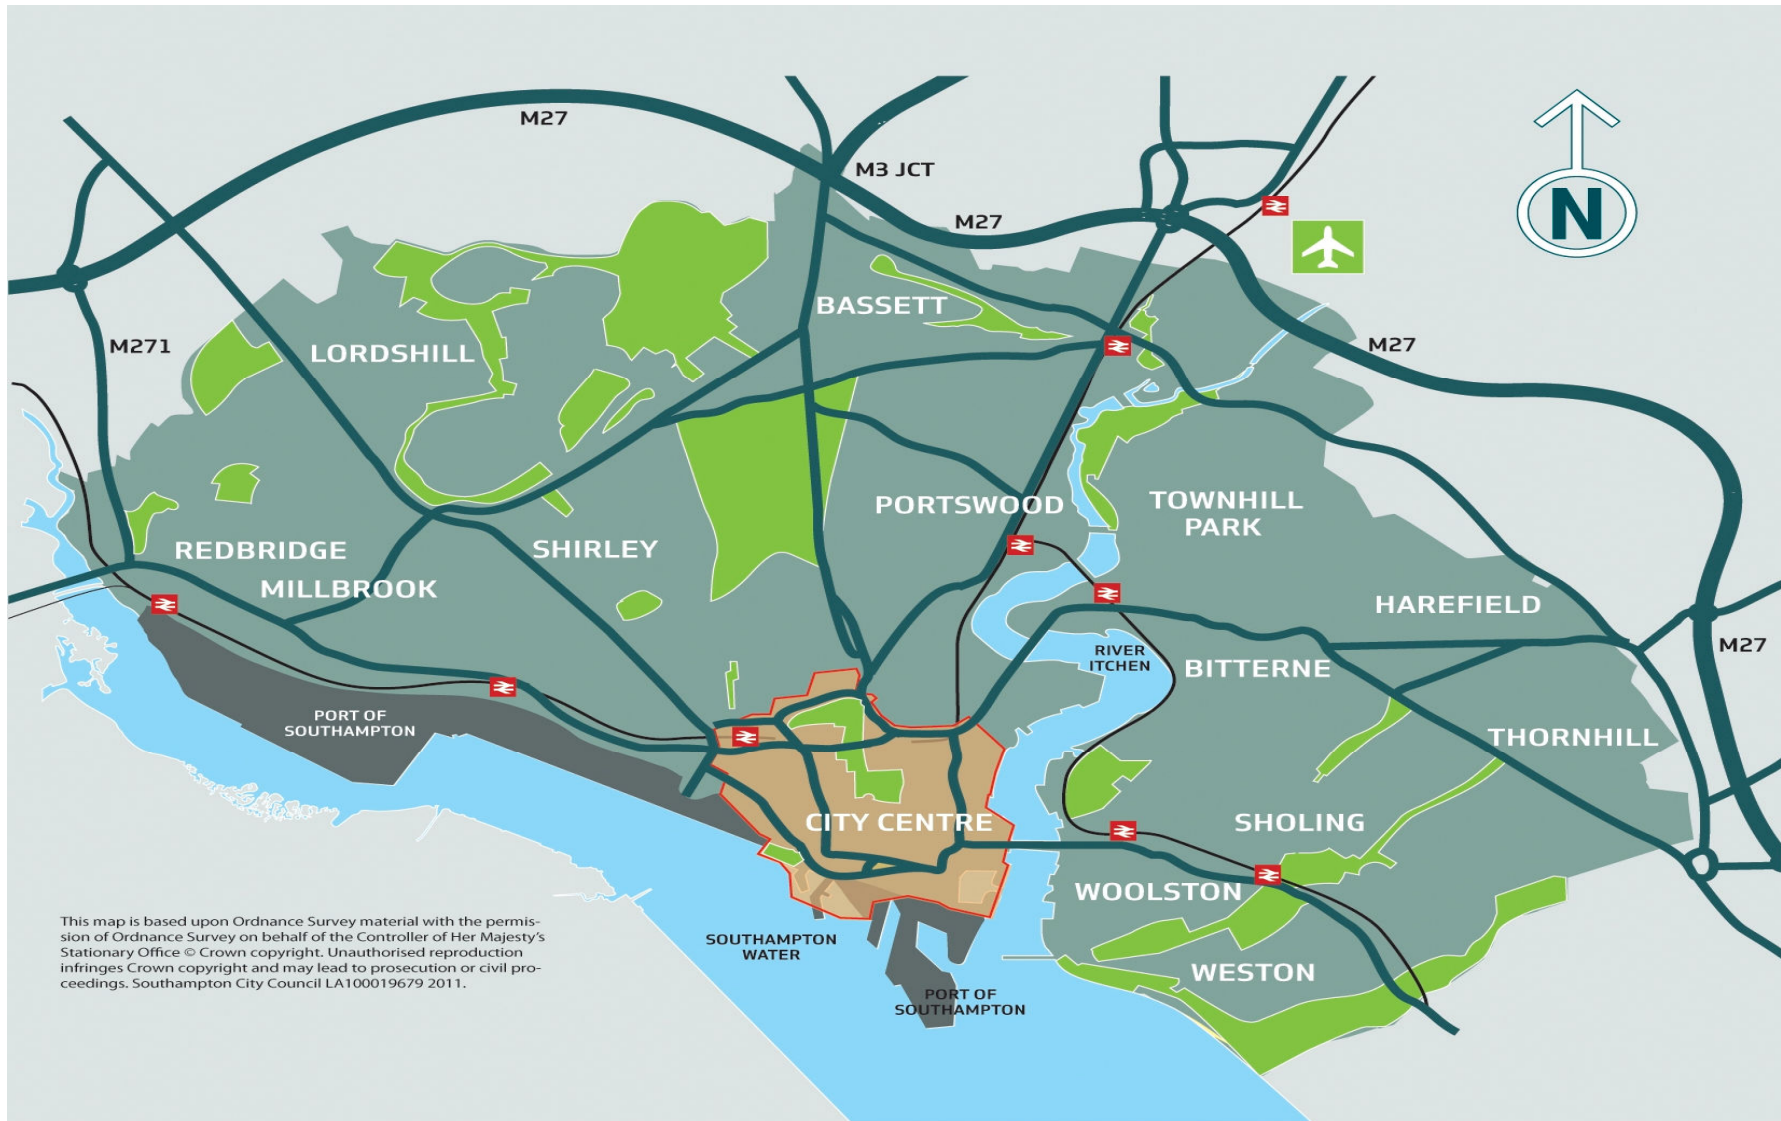 M27
M3 JCT
M27
N
BASSETT
M271
LORDSHILL
M27
PORTSWOOD
TOWNHILL
PARK
REDBRIDGE
SHIRLEY
MILLBROOK
HAREFIELD
RIVER
ITCHEN
BITTERNE
M27
PORT OF
SOUTHAMPTON
THORNHILL
CITY CENTRE
SHOLING
WOOLSTON
SOUTHAMPTON
WATER
WESTON
PORT OF
SOUTHAMPTON
This map is based upon Ordnance Survey material with the permis-
sion of Ordnance Survey on behalf of the Controller of Her Majesty's
Stationary Office © Crown copyright. Unauthorised reproduction
infringes Crown copyright and may lead to prosecution or civil pro-
ceedings. Southampton City Council LA100019679 2011.